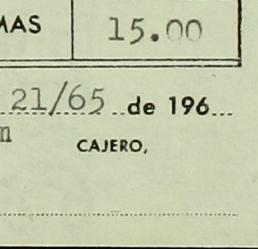 MAS 15.00
21/65 de 196
n
CAJERO,